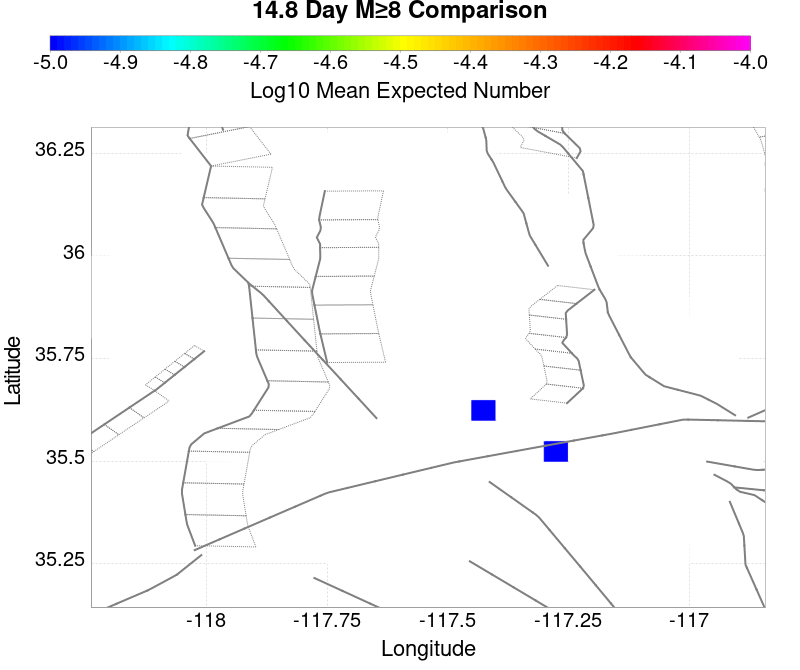 14.8 Day M≥8 Comparison
-5.0 -4.9 -4.8 -4.7 -4.6 -4.5 -4.4 -4.3 -4.2 -4.1 -4.0
Log10 Mean Expected Number
36.25
36
35.75
35.5
35.25
Latitude
-118 -117.75 -117.5 -117.25 -117
Longitude